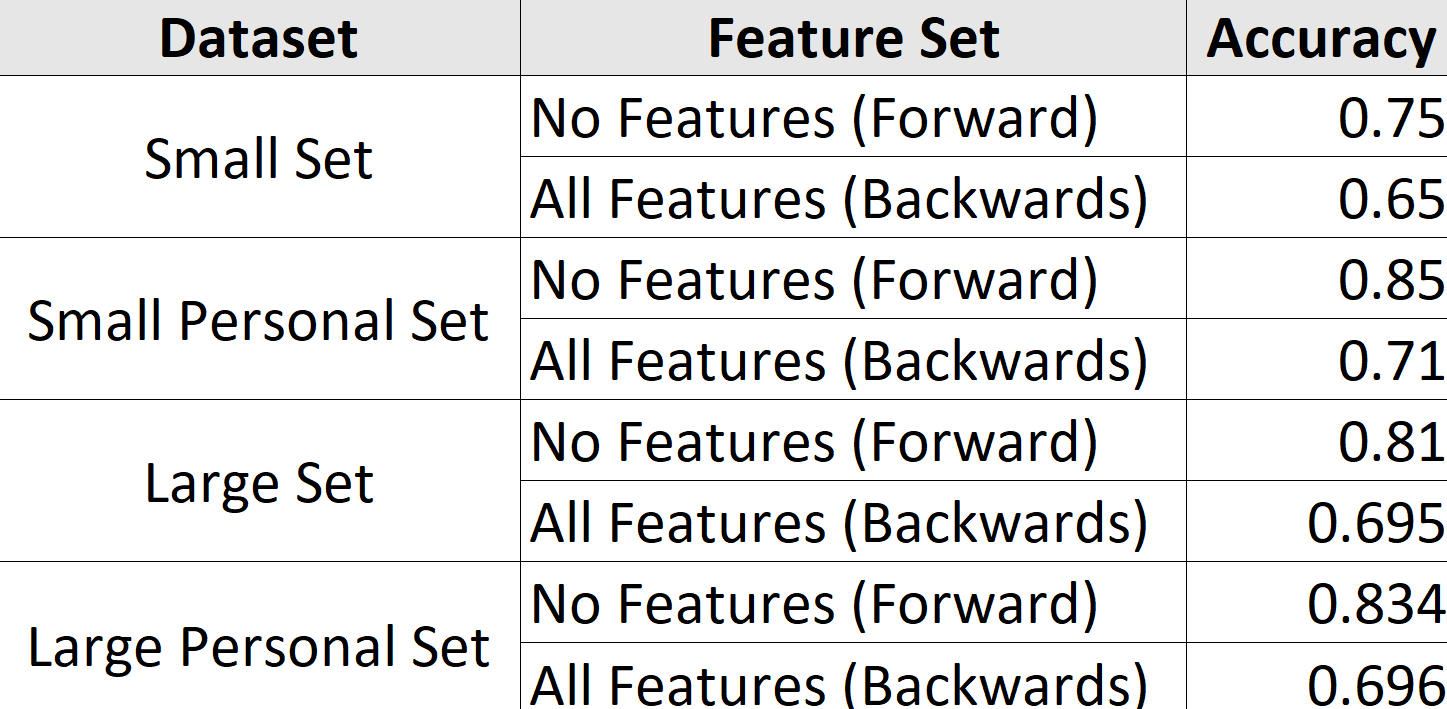 Dataset Feature Set Accuracy
Small Set
No Features (Forward) 0.75
All Features (Backwards) 0.65
Small Personal Set
No Features (Forward) 0.85
All Features (Backwards) 0.71
Large Set
No Features (Forward) 0.81
All Features (Backwards) 0.695
Large Personal Set
No Features (Forward) 0.834
All Features (Backwards) 0.696